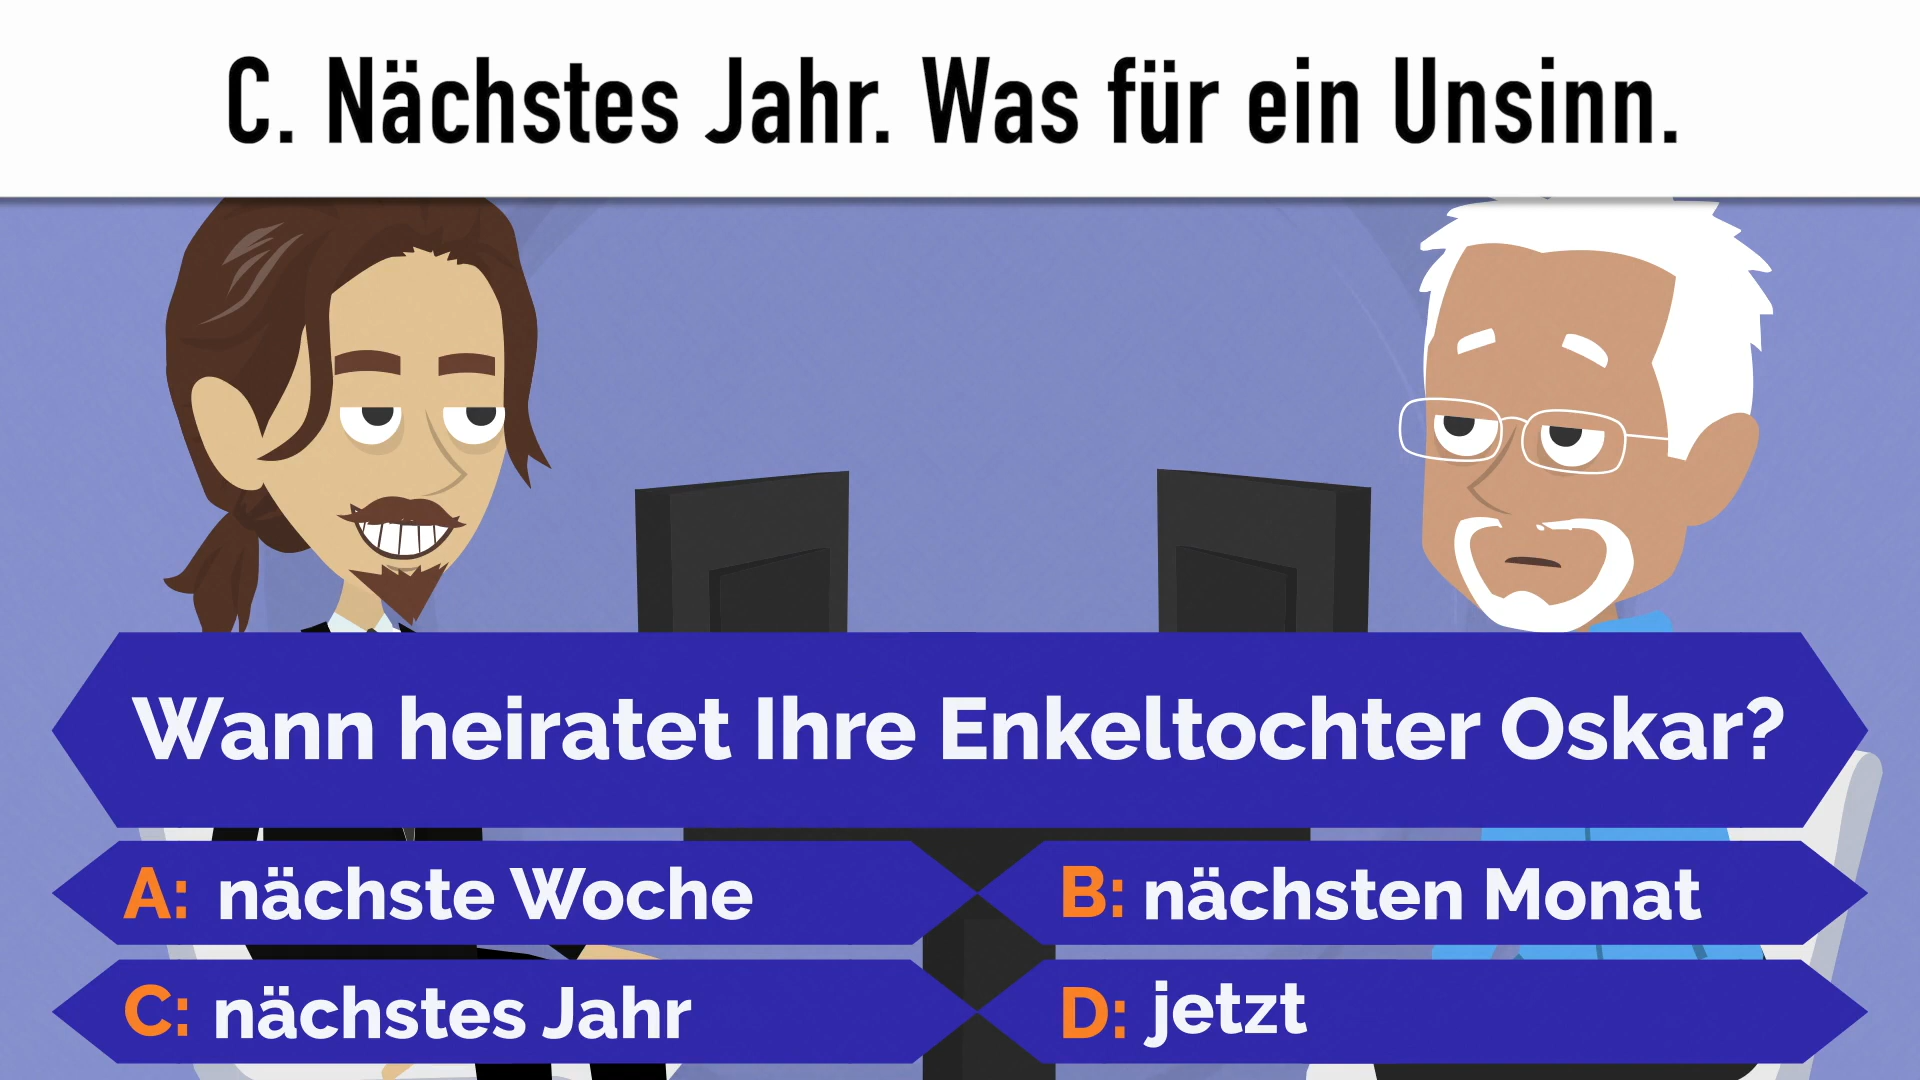 C. Nächstes Jahr. Was für ein Unsinn.
Wann heiratet Ihre Enkeltochter Oskar?
A: nächste Woche
B: nächsten Monat
C: nächstes Jahr
D: jetzt